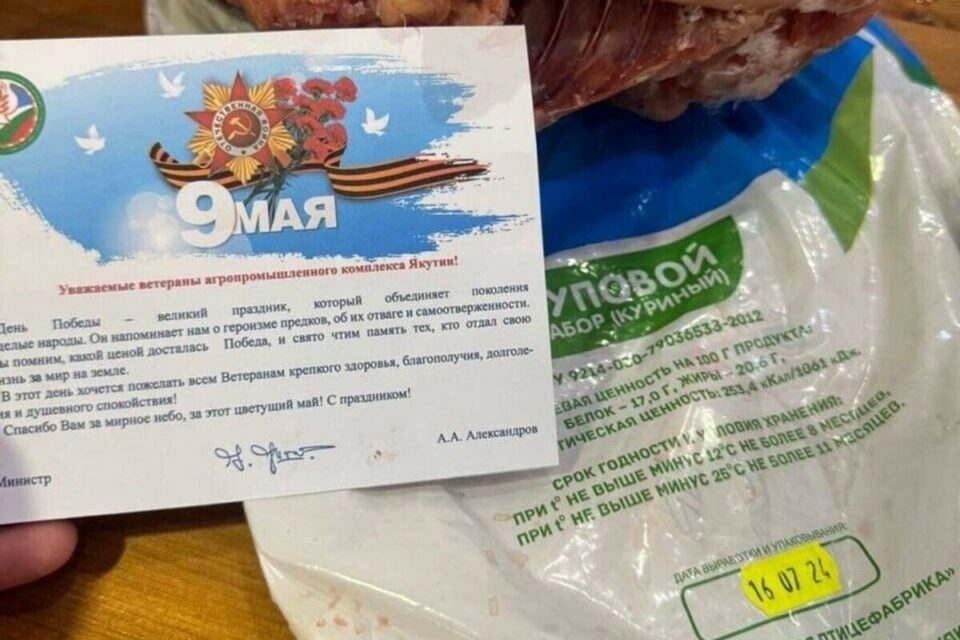 ОТЕЧЕСТВЕННАЯ ВОЙНА
9 МАЯ
Уважаемые ветераны агропромышленного комплекса Якутии!
День Победы – великий праздник, который объединяет поколения
целые народы. Он напоминает нам о героизме предков, об их отваге и самоотверженности.
помним, какой ценой досталась Победа, и свято чтим память тех, кто отдал свою
за мир на земле.
В этот день хочется пожелать всем Ветеранам крепкого здоровья, благополучия, долголе-
и душевного спокойствия!
Спасибо Вам за мирное небо, за этот цветущий май! С праздником!
Министр
А.А. Александров
УПОВОЙ
АБОР (КУРИНЫЙ)
9214-030-79036533-2012
ЕВАЯ ЦЕННОСТЬ НА 100 Г ПРОДУКТА:
БЕЛОК – 17,0 Г, ЖИРЫ – 20,6 Г.
ТИЧЕСКАЯ ЦЕННОСТЬ: 253,4 кКал/1061 кДж.
СРОК ГОДНОСТИ И УСЛОВИЯ ХРАНЕНИЯ:
ПРИ t° НЕ ВЫШЕ МИНУС 12°С НЕ БОЛЕЕ 8 МЕСЯЦЕВ,
ПРИ t° НЕ ВЫШЕ МИНУС 25°С НЕ БОЛЕЕ 11 МЕСЯЦЕВ.
ДАТА ВЫРАБОТКИ И УПАКОВЫВАНИЯ:
16 07 24
ПТИЦЕФАБРИКА»